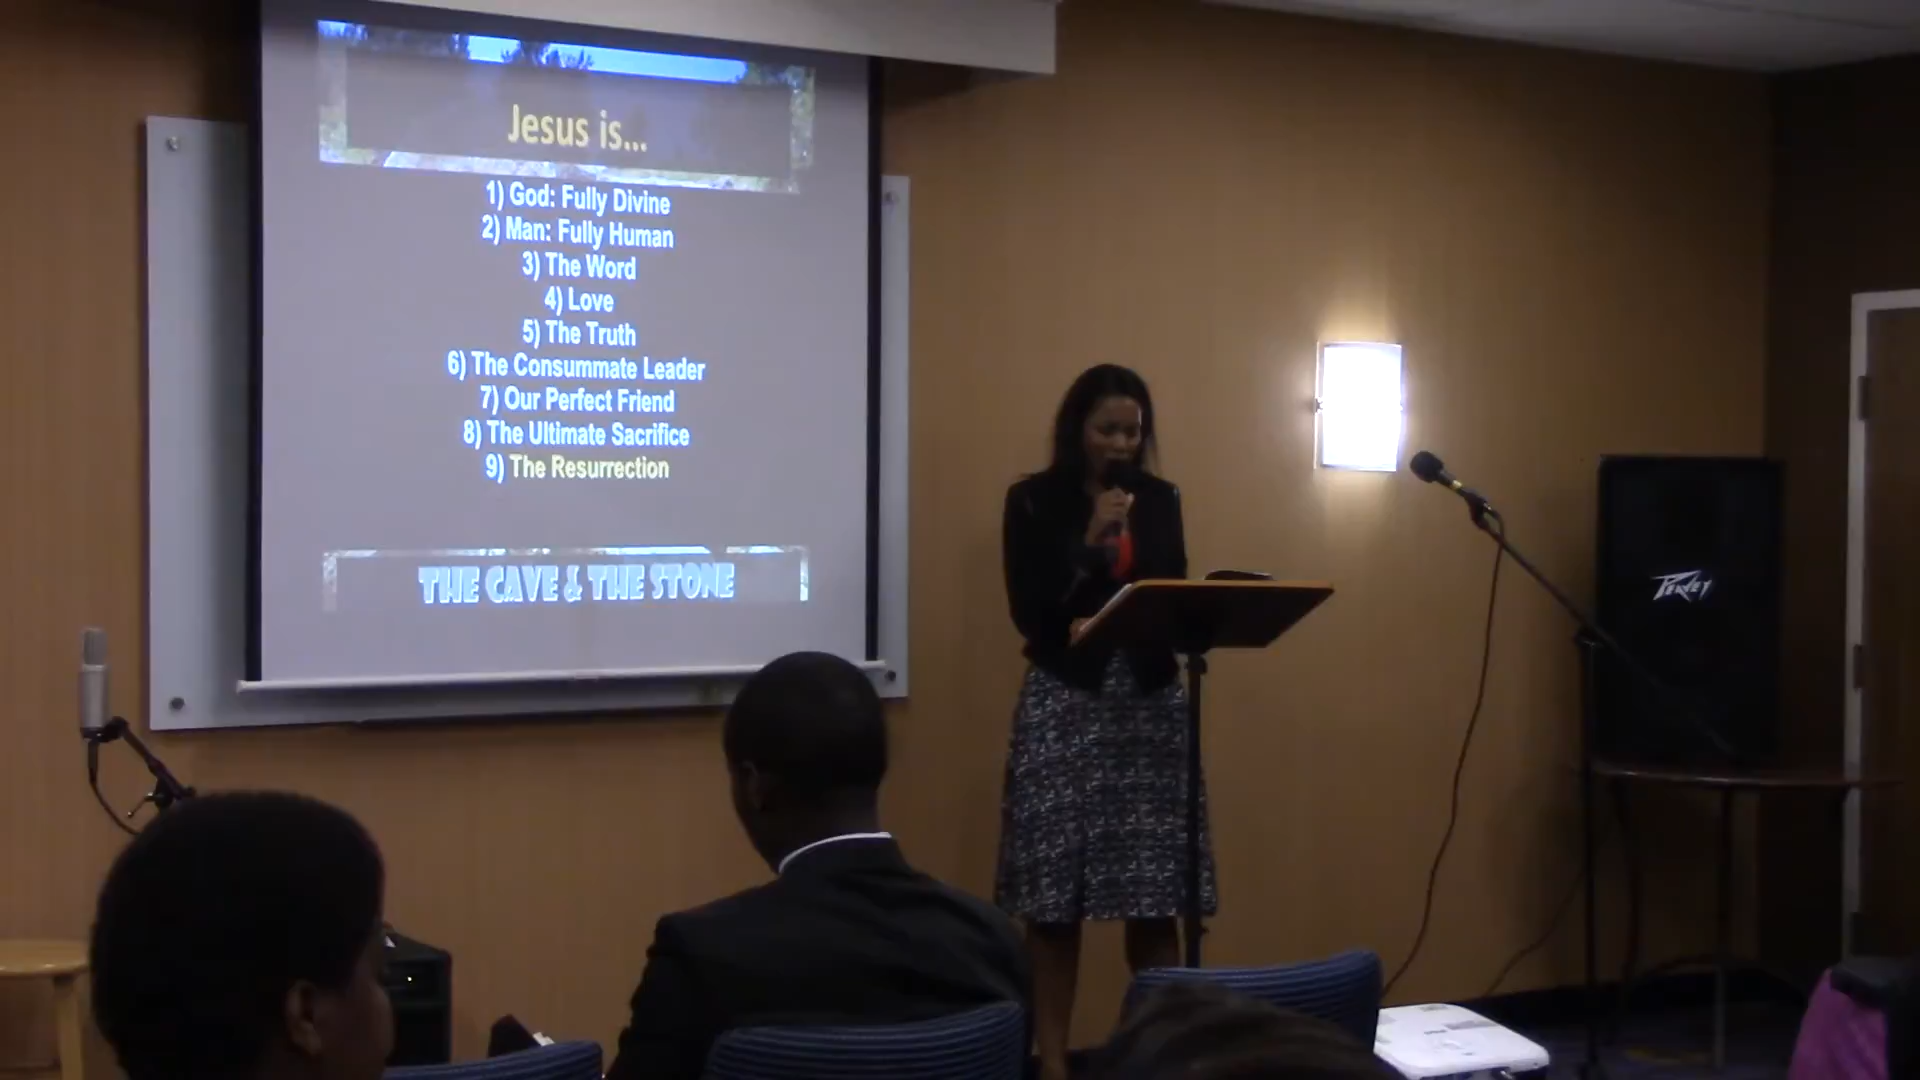 Jesus is...
1) God: Fully Divine
2) Man: Fully Human
3) The Word
4) Love
5) The Truth
6) The Consummate Leader
7) Our Perfect Friend
8) The Ultimate Sacrifice
9) The Resurrection
THE CAVE & THE STONE
PEAVEY